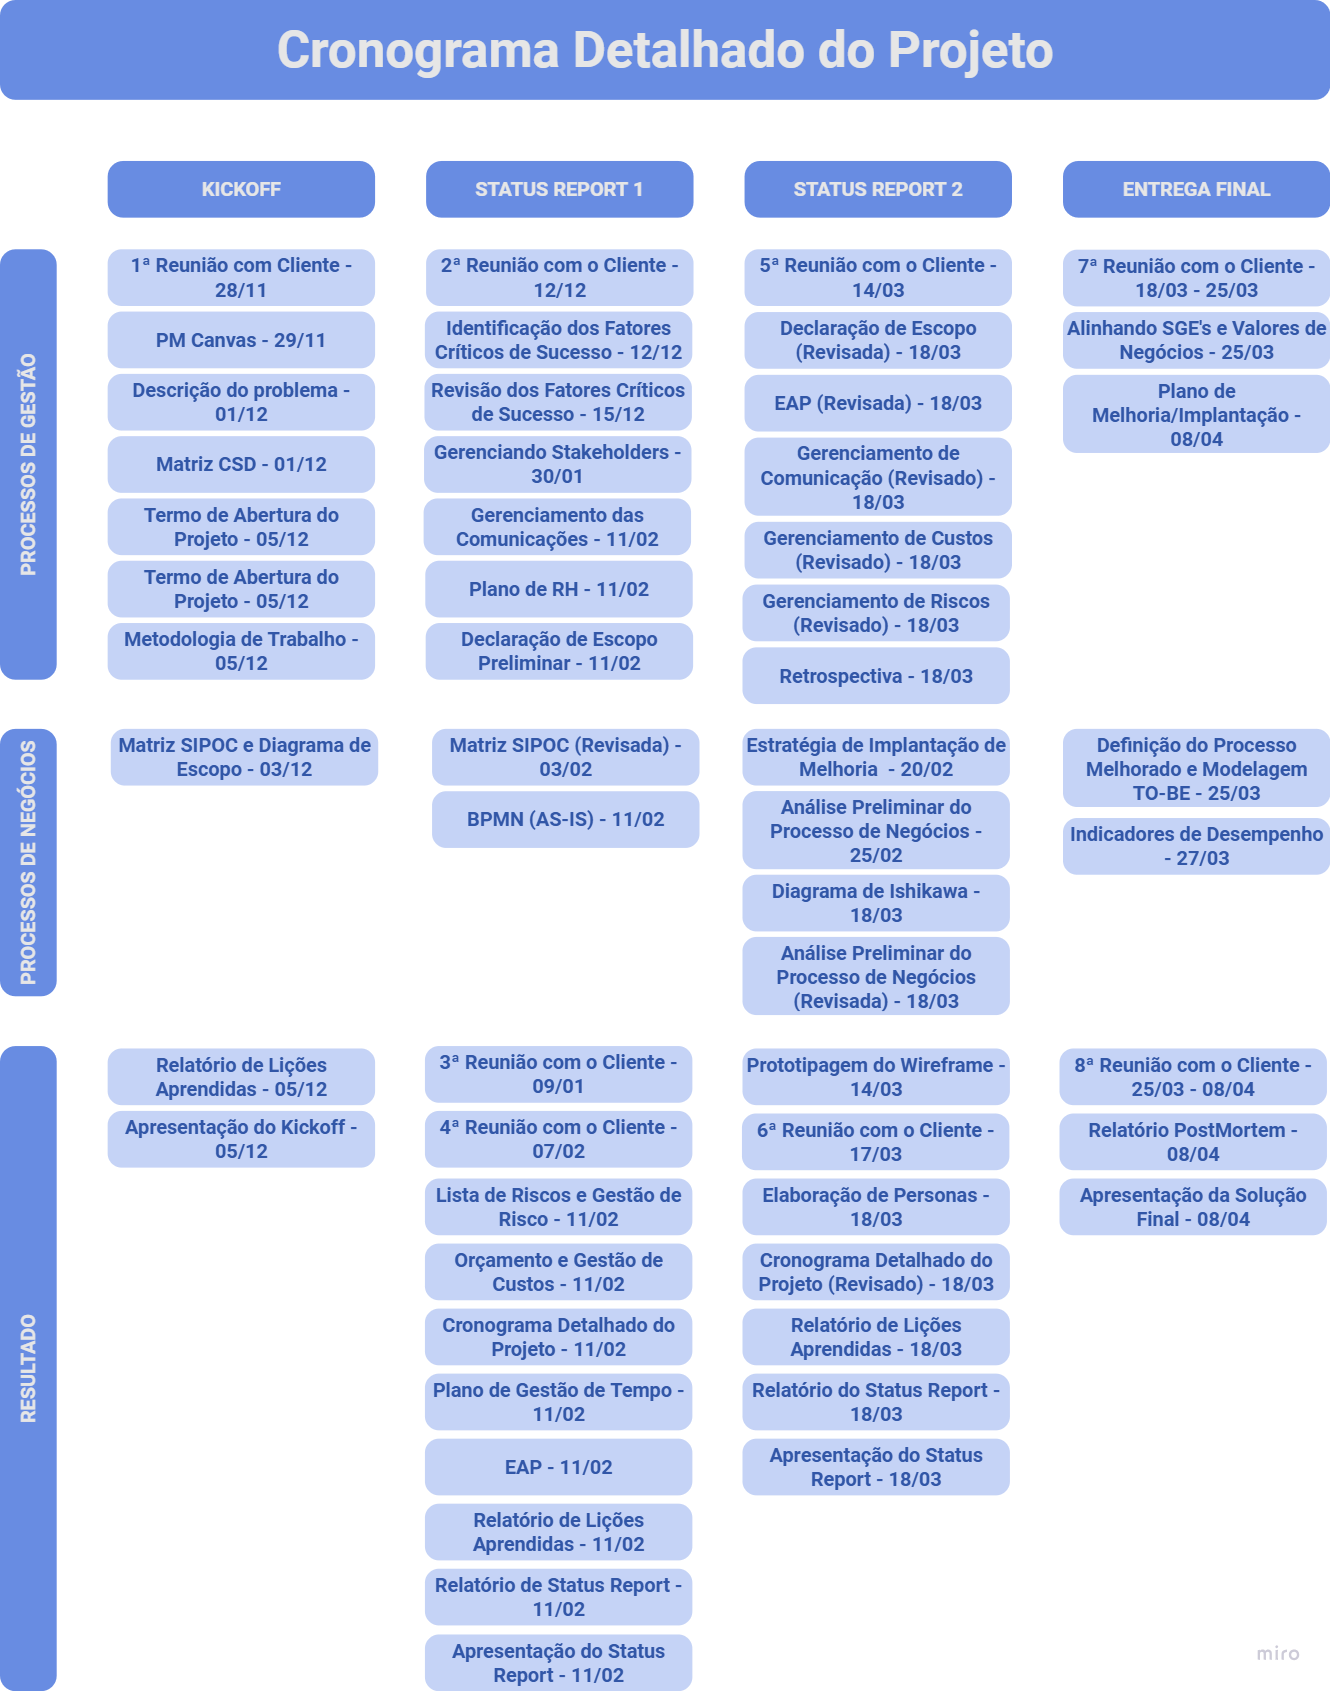 Cronograma Detalhado do Projeto
KICKOFF
STATUS REPORT 1
STATUS REPORT 2
ENTREGA FINAL
PROCESSOS DE GESTÃO
1ª Reunião com Cliente -
28/11
PM Canvas - 29/11
Descrição do problema -
01/12
Matriz CSD - 01/12
Termo de Abertura do
Projeto - 05/12
Termo de Abertura do
Projeto - 05/12
Metodologia de Trabalho -
05/12
2ª Reunião com o Cliente -
12/12
Identificação dos Fatores
Críticos de Sucesso - 12/12
Revisão dos Fatores Críticos
de Sucesso - 15/12
Gerenciando Stakeholders -
30/01
Gerenciamento das
Comunicações - 11/02
Plano de RH - 11/02
Declaração de Escopo
Preliminar - 11/02
5ª Reunião com o Cliente -
14/03
Declaração de Escopo
(Revisada) - 18/03
EAP (Revisada) - 18/03
Gerenciamento de
Comunicação (Revisado) -
18/03
Gerenciamento de Custos
(Revisado) - 18/03
Gerenciamento de Riscos
(Revisado) - 18/03
Retrospectiva - 18/03
7ª Reunião com o Cliente -
18/03 - 25/03
Alinhando SGE's e Valores de
Negócios - 25/03
Plano de
Melhoria/Implantação -
08/04
PROCESSOS DE NEGÓCIOS
Matriz SIPOC e Diagrama de
Escopo - 03/12
Matriz SIPOC (Revisada) -
03/02
BPMN (AS-IS) - 11/02
Estratégia de Implantação de
Melhoria  - 20/02
Análise Preliminar do
Processo de Negócios -
25/02
Diagrama de Ishikawa -
18/03
Análise Preliminar do
Processo de Negócios
(Revisada) - 18/03
Definição do Processo
Melhorado e Modelagem
TO-BE - 25/03
Indicadores de Desempenho
- 27/03
RESULTADO
Relatório de Lições
Aprendidas - 05/12
Apresentação do Kickoff -
05/12
3ª Reunião com o Cliente -
09/01
4ª Reunião com o Cliente -
07/02
Lista de Riscos e Gestão de
Risco - 11/02
Orçamento e Gestão de
Custos - 11/02
Cronograma Detalhado do
Projeto - 11/02
Plano de Gestão de Tempo -
11/02
EAP - 11/02
Relatório de Lições
Aprendidas - 11/02
Relatório de Status Report -
11/02
Apresentação do Status
Report - 11/02
Prototipagem do Wireframe -
14/03
6ª Reunião com o Cliente -
17/03
Elaboração de Personas -
18/03
Cronograma Detalhado do
Projeto (Revisado) - 18/03
Relatório de Lições
Aprendidas - 18/03
Relatório do Status Report -
18/03
Apresentação do Status
Report - 18/03
8ª Reunião com o Cliente -
25/03 - 08/04
Relatório PostMortem -
08/04
Apresentação da Solução
Final - 08/04
miro